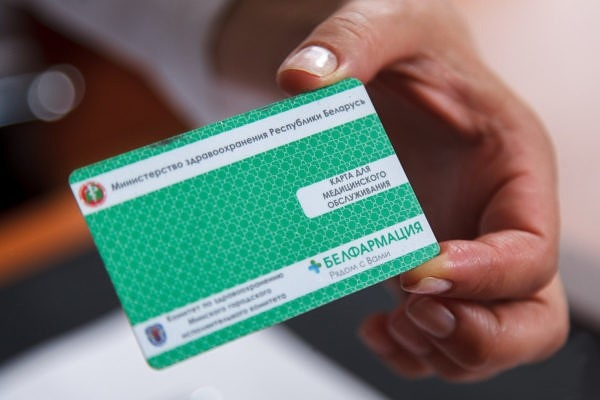 Министерство здравоохранения Республики Беларусь
КАРТА ДЛЯ
МЕДИЦИНСКОГО
ОБСЛУЖИВАНИЯ
БЕЛФАРМАЦИЯ
Рядом с Вами
Комитет по здравоохранению
Минского городского
исполнительного комитета